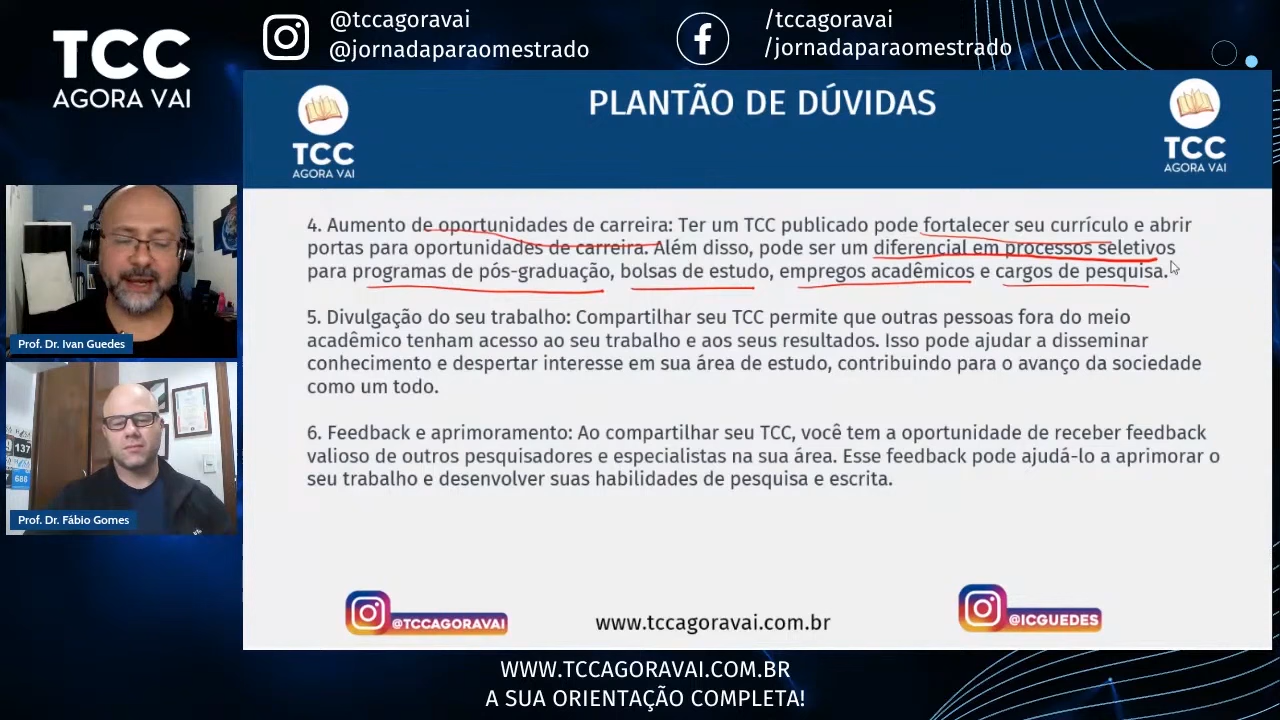 TCC
AGORA VAI
@tccagoravai
@jornadaparaomestrado
/tccagoravai
/jornadaparaomestrado
TCC
AGORA VAI
PLANTÃO DE DÚVIDAS
TCC
AGORA VAI
4. Aumento de oportunidades de carreira: Ter um TCC publicado pode fortalecer seu currículo e abrir
portas para oportunidades de carreira. Além disso, pode ser um diferencial em processos seletivos
para programas de pós-graduação, bolsas de estudo, empregos acadêmicos e cargos de pesquisa.
5. Divulgação do seu trabalho: Compartilhar seu TCC permite que outras pessoas fora do meio
acadêmico tenham acesso ao seu trabalho e aos seus resultados. Isso pode ajudar a disseminar
conhecimento e despertar interesse em sua área de estudo, contribuindo para o avanço da sociedade
como um todo.
6. Feedback e aprimoramento: Ao compartilhar seu TCC, você tem a oportunidade de receber feedback
valioso de outros pesquisadores e especialistas na sua área. Esse feedback pode ajudá-lo a aprimorar o
seu trabalho e desenvolver suas habilidades de pesquisa e escrita.
Prof. Dr. Ivan Guedes
137
688
Prof. Dr. Fábio Gomes
@TCCAGORAVAI
www.tccagoravai.com.br
@ICGUEDES
WWW.TCCAGORAVAI.COM.BR
A SUA ORIENTAÇÃO COMPLETA!